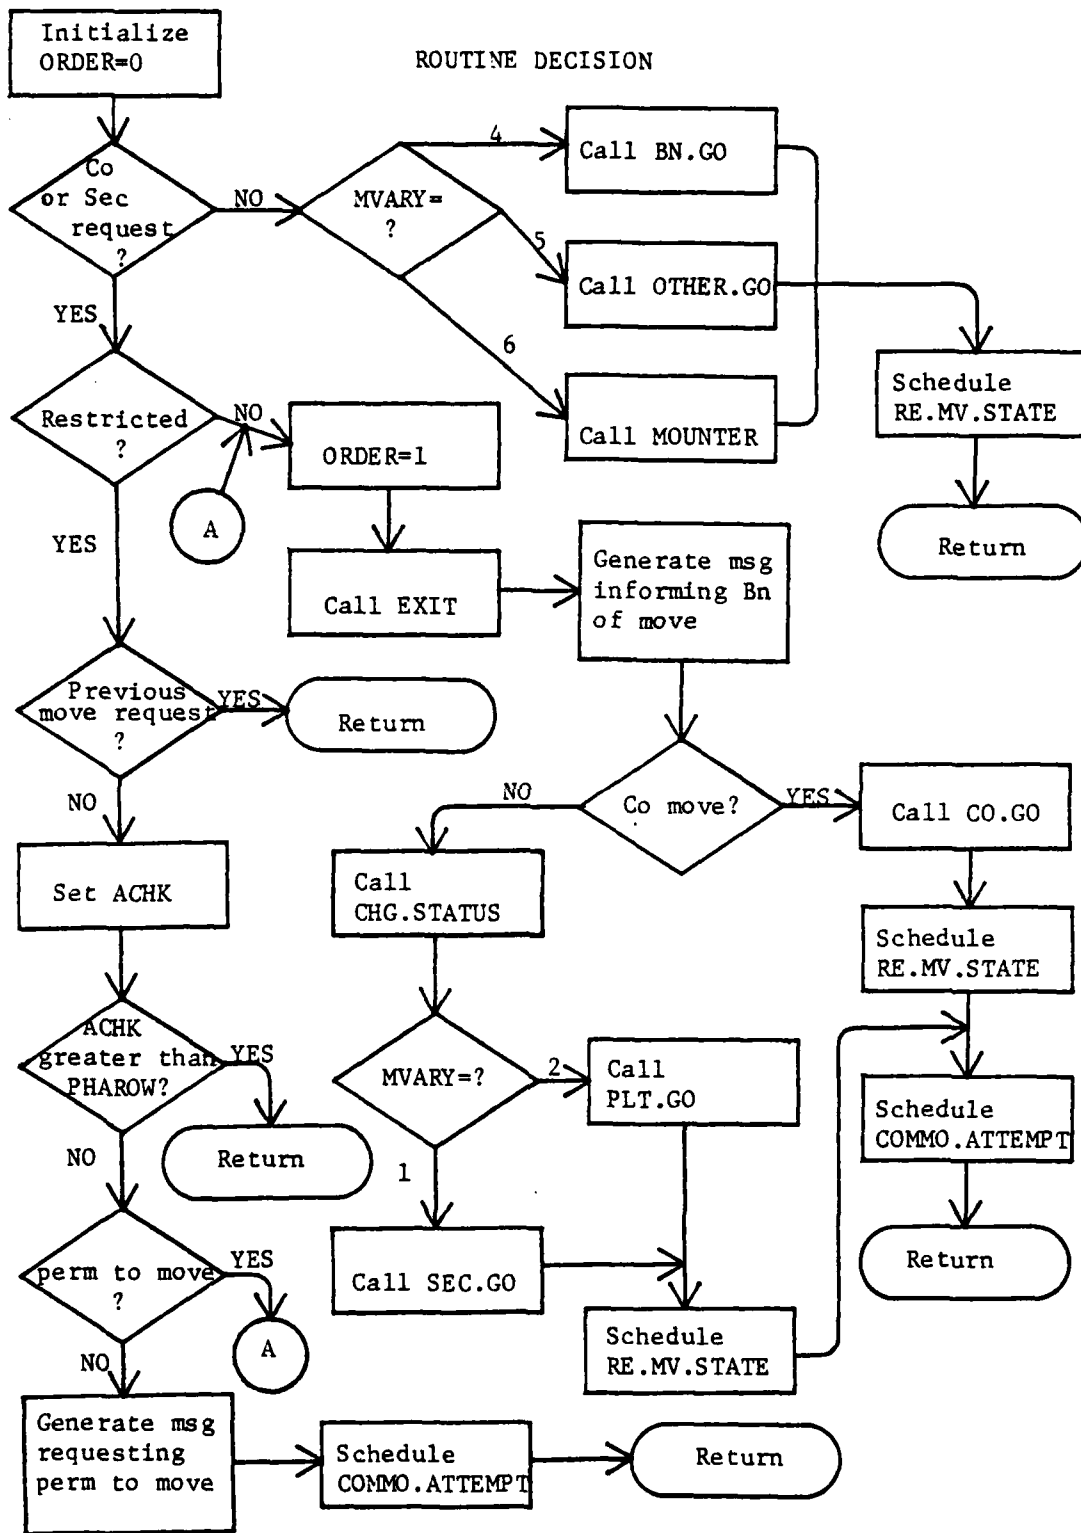 Initialize
ORDER=0
ROUTINE DECISION
Co
or Sec
request
?
NO
MVARY=
?
4
Call BN.GO
5
Call OTHER.GO
6
Call MOUNTER
Schedule
RE.MV.STATE
Return
YES
Restricted
?
NO
A
ORDER=1
Call EXIT
Generate msg
informing Bn
of move
YES
Previous
move request
?
YES
Return
NO
Set ACHK
Co move?
NO
YES
Call CO.GO
Call
CHG.STATUS
Schedule
RE.MV.STATE
ACHK
greater than
PHAROW?
YES
Return
MVARY=?
2
Call
PLT.GO
Schedule
COMMO.ATTEMPT
Return
NO
1
perm to move
?
YES
A
Call SEC.GO
Schedule
RE.MV.STATE
NO
Generate msg
requesting
perm to move
Schedule
COMMO.ATTEMPT
Return